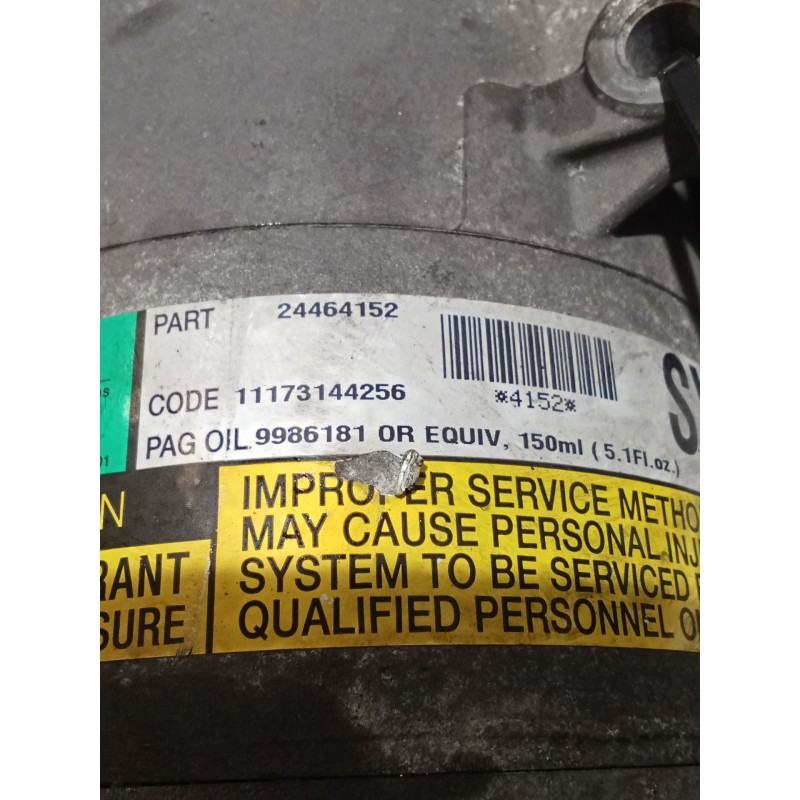 PART 24464152
CODE 11173144256 *4152*
PAG OIL 9986181 OR EQUIV, 150ml (5.1Fl.oz.)
IMPROPER SERVICE METHO
MAY CAUSE PERSONAL INJ
RANT SYSTEM TO BE SERVICED
SURE QUALIFIED PERSONNEL O